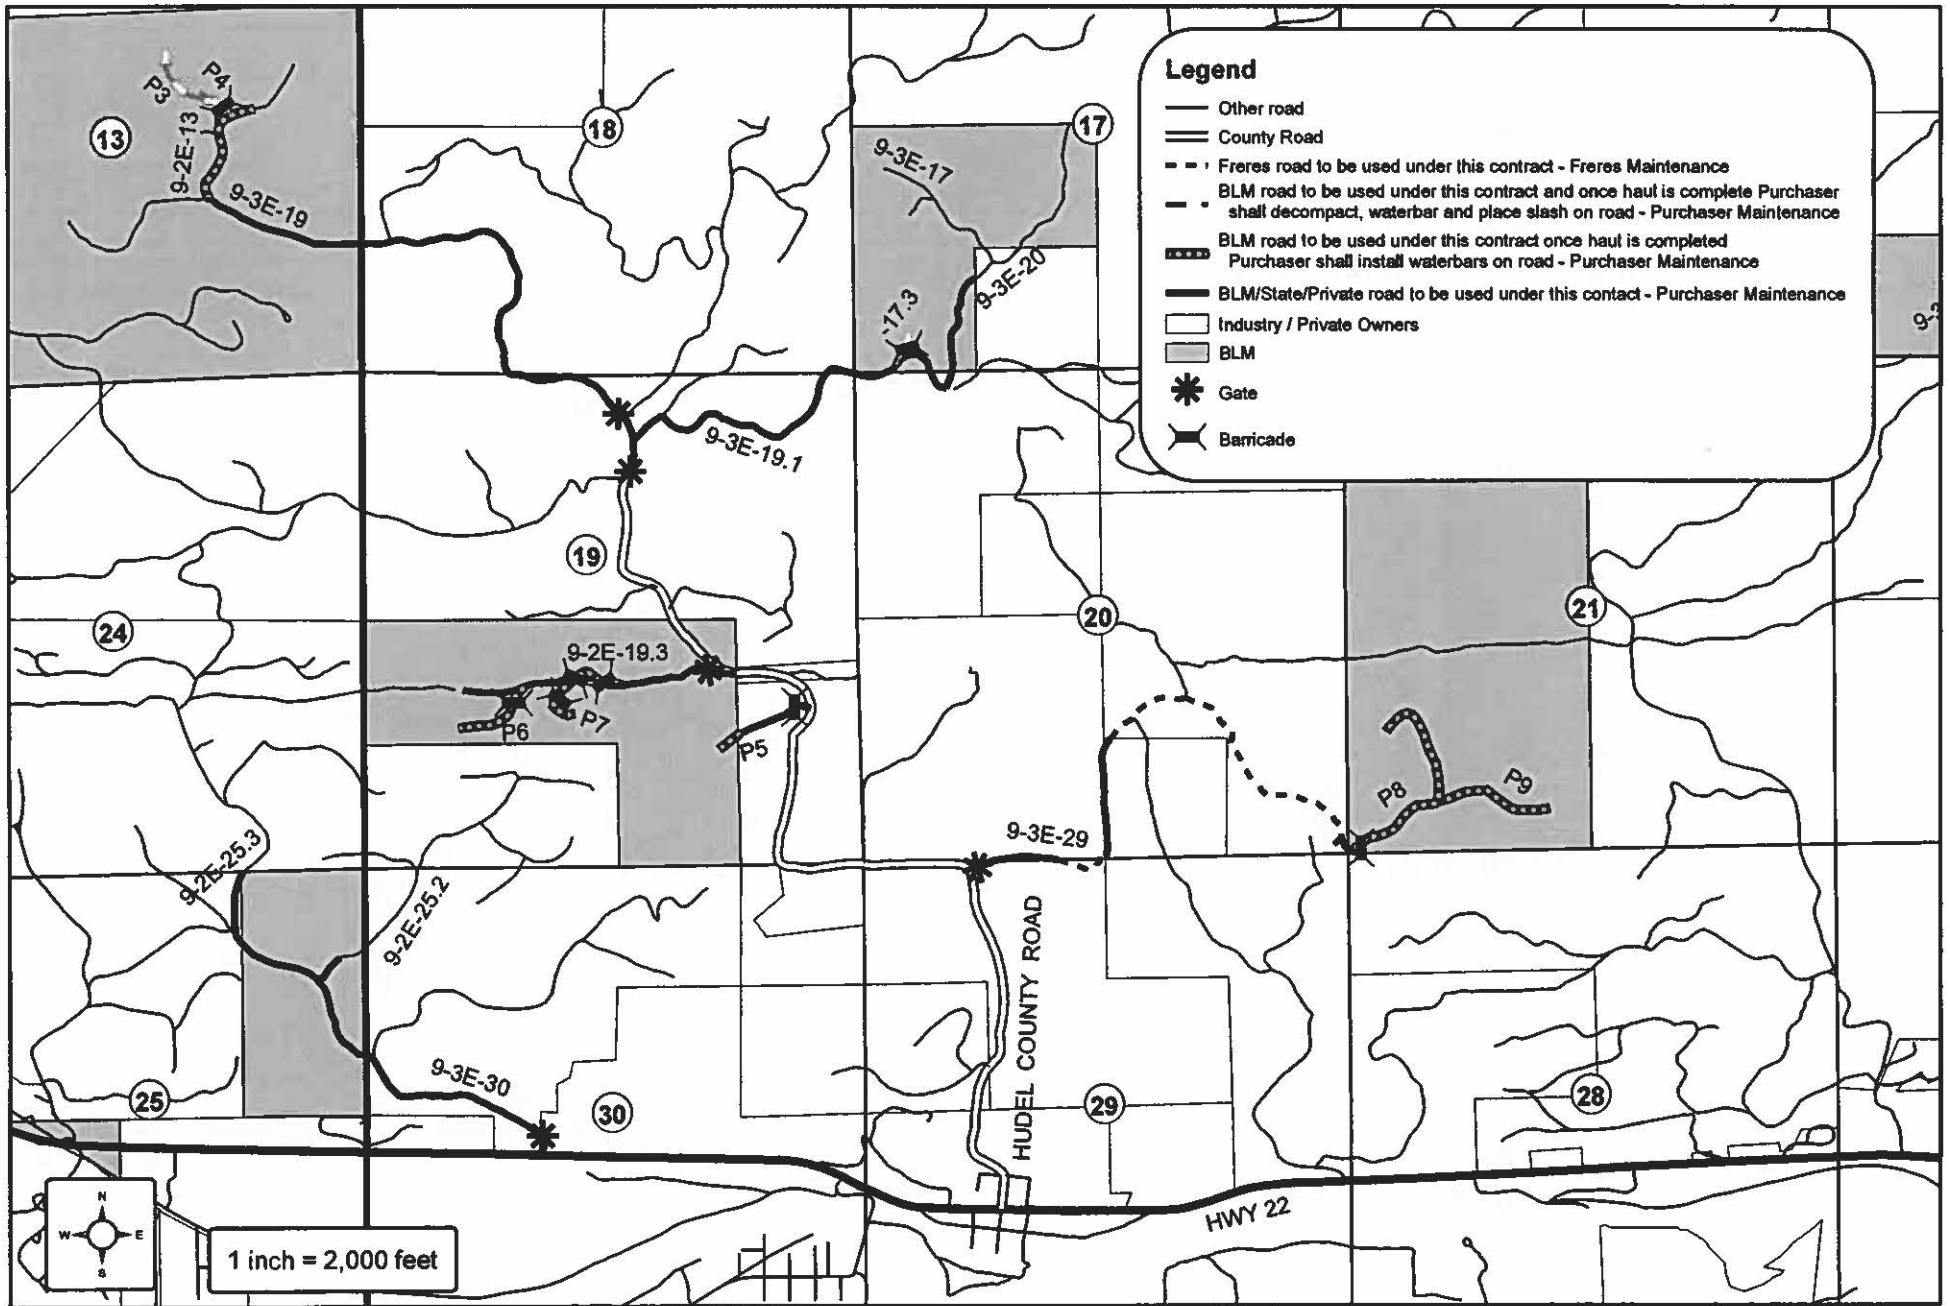 Legend
Other road
County Road
Freres road to be used under this contract - Freres Maintenance
BLM road to be used under this contract and once haul is complete Purchaser
shall decompact, waterbar and place slash on road - Purchaser Maintenance
BLM road to be used under this contract once haul is completed
Purchaser shall install waterbars on road - Purchaser Maintenance
BLM/State/Private road to be used under this contact - Purchaser Maintenance
Industry / Private Owners
BLM
Gate
Barricade
P3
P4
13
9-2E-13
9-3E-19
18
17
9-3E-17
9-3E-20
-17.3
9-3E-19.1
19
24
9-2E-19.3
P6
P7
P5
20
21
P8
P9
9-3E-29
9-2E-25.3
9-2E-25.2
HUDEL COUNTY ROAD
9-3E-30
25
30
29
28
HWY 22
N
W
E
S
1 inch = 2,000 feet